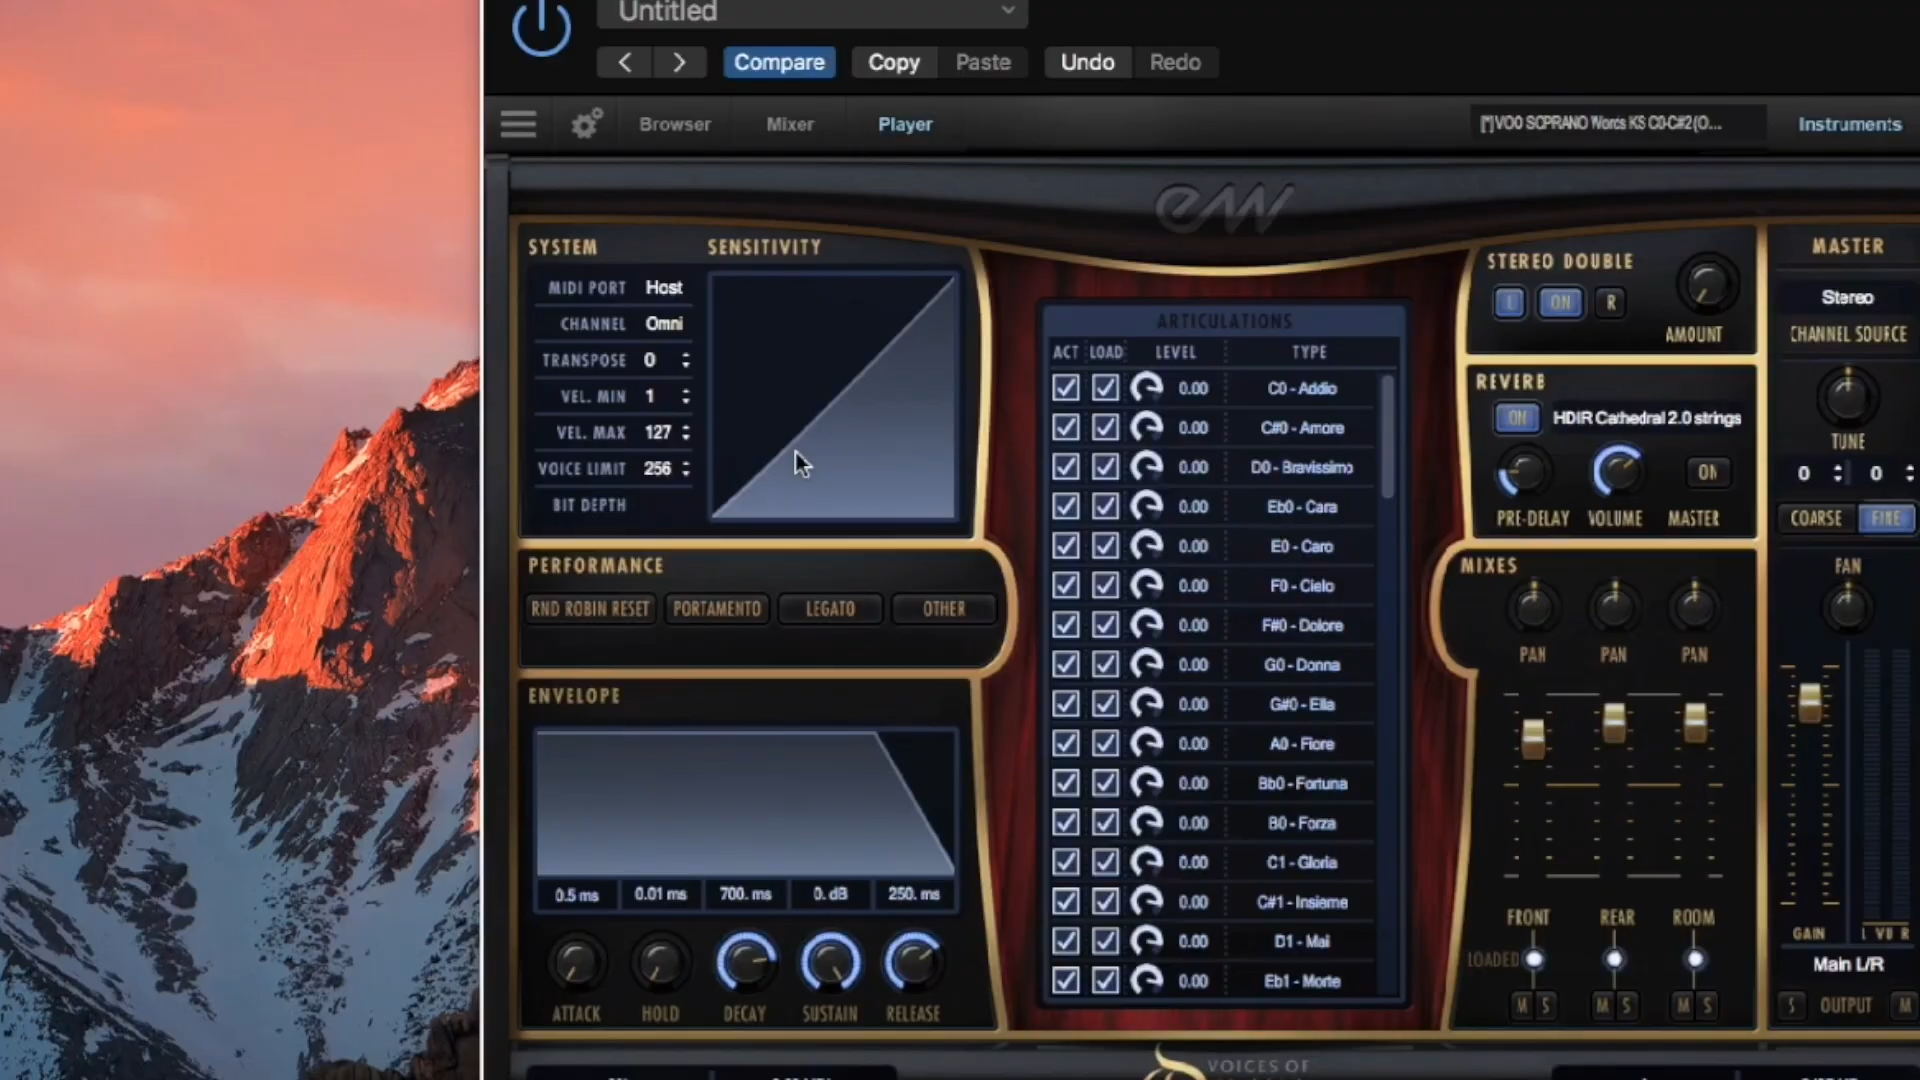 Untitled
Compare Copy Paste Undo Redo
Browser Mixer Player
[*] VOO SOPRANO Words KS C0-C#2 (O...
Instruments
SYSTEM
MIDI PORT Host
CHANNEL Omni
TRANSPOSE 0
VEL. MIN 1
VEL. MAX 127
VOICE LIMIT 256
BIT DEPTH
SENSITIVITY
PERFORMANCE
RND ROBIN RESET PORTAMENTO LEGATO OTHER
ENVELOPE
0.5 ms 0.01 ms 700. ms 0. dB 250. ms
ATTACK HOLD DECAY SUSTAIN RELEASE
ARTICULATIONS
ACT LOAD LEVEL TYPE
0.00 C0 - Addio
0.00 C#0 - Amore
0.00 D0 - Bravissimo
0.00 Eb0 - Cara
0.00 E0 - Caro
0.00 F0 - Cielo
0.00 F#0 - Dolore
0.00 G0 - Donna
0.00 G#0 - Ella
0.00 A0 - Fiore
0.00 Bb0 - Fortuna
0.00 B0 - Forza
0.00 C1 - Gloria
0.00 C#1 - Insieme
0.00 D1 - Mai
0.00 Eb1 - Morte
VOICES OF
STEREO DOUBLE
L ON R
AMOUNT
REVERB
ON HDIR Cathedral 2.0 strings
ON
PRE-DELAY VOLUME MASTER
MIXES
PAN PAN PAN
FRONT REAR ROOM
LOADED
M S M S M S
MASTER
Stereo
CHANNEL SOURCE
TUNE
0 0
COARSE FINE
PAN
GAIN L VU R
Main L/R
S OUTPUT M